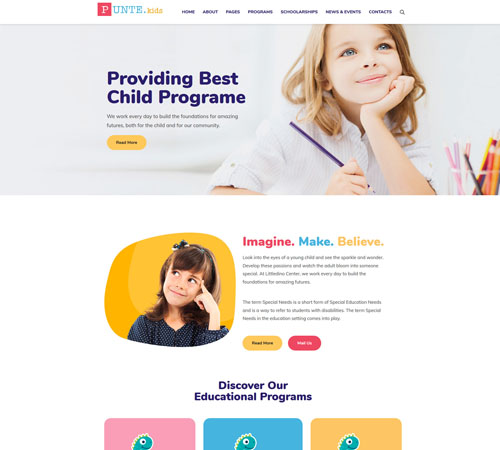 PUNTE.kids
HOME ABOUT PAGES PROGRAMS SCHOOLARSHIPS NEWS & EVENTS CONTACTS
Providing Best
Child Programe
We work every day to build the foundations for amazing
futures, both for the child and for our community.
Read More
Imagine. Make. Believe.
Look into the eyes of a young child and see the sparkle and wonder.
Develop these passions and watch the adult bloom into someone
special. At Littledino Center, we work every day to build the
foundations for amazing futures.
The term Special Needs is a short form of Special Education Needs
and is a way to refer to students with disabilities. The term Special
Needs in the education setting comes into play.
Read More
Mail Us
Discover Our
Educational Programs